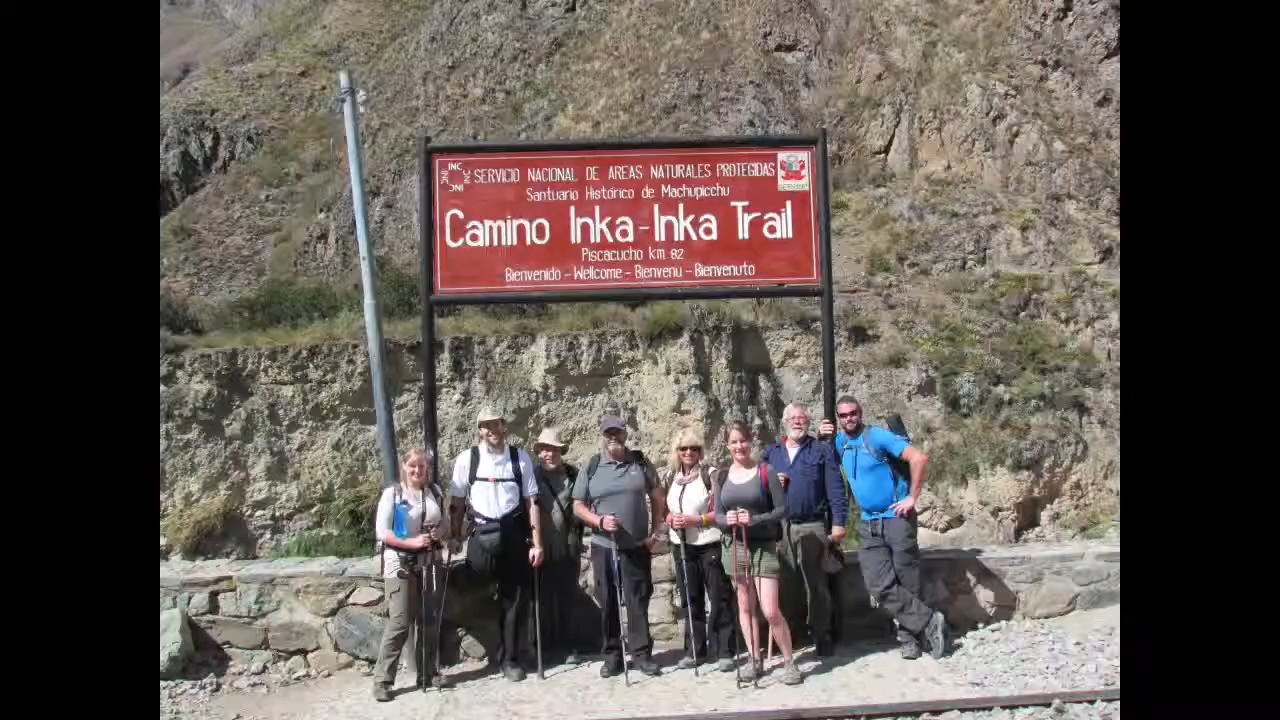 INC
SERVICIO NACIONAL DE AREAS NATURALES PROTEGIDAS
Santuario Histórico de Machupicchu
Camino Inka-Inka Trail
Piscacucho km 82
Bienvenido - Wellcome - Bienvenu - Bienvenuto